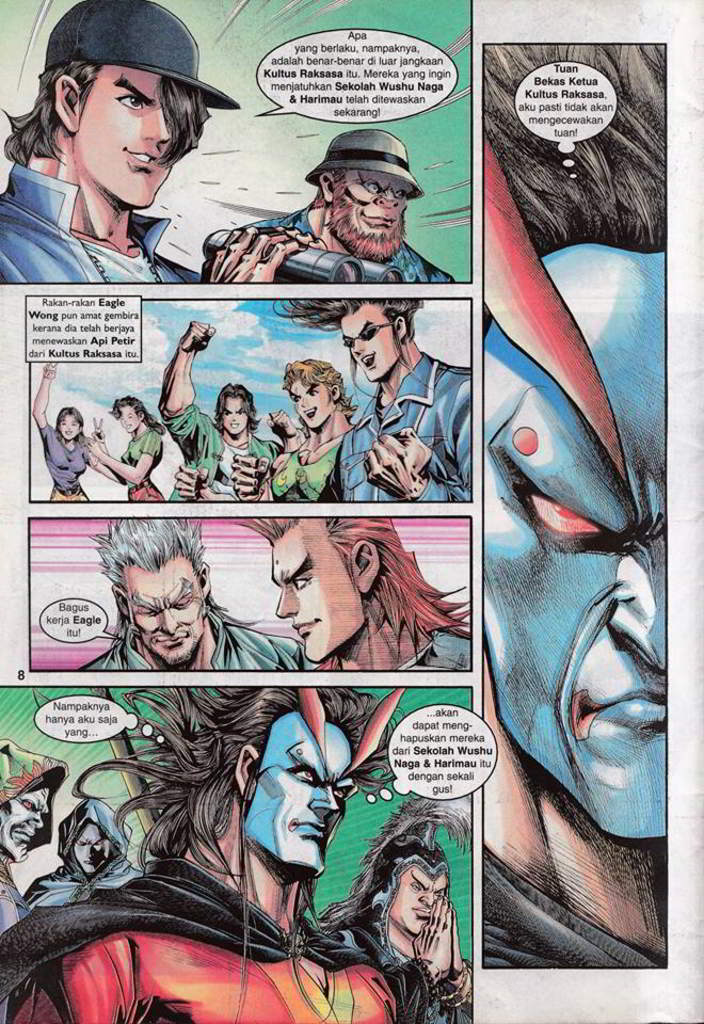 Apa
yang berlaku, nampaknya,
adalah benar-benar di luar jangkaan
Kultus Raksasa itu. Mereka yang ingin
menjatuhkan Sekolah Wushu Naga
& Harimau telah ditewaskan
sekarang!
Rakan-rakan Eagle
Wong pun amat gembira
kerana dia telah berjaya
menewaskan Api Petir
dari Kultus Raksasa itu.
Bagus
kerja Eagle
itu!
8
Nampaknya
hanya aku saja
yang...
...akan
dapat meng-
hapuskan mereka
dari Sekolah Wushu
Naga & Harimau itu
dengan sekali
gus!
Tuan
Bekas Ketua
Kultus Raksasa,
aku pasti tidak akan
mengecewakan
tuan!